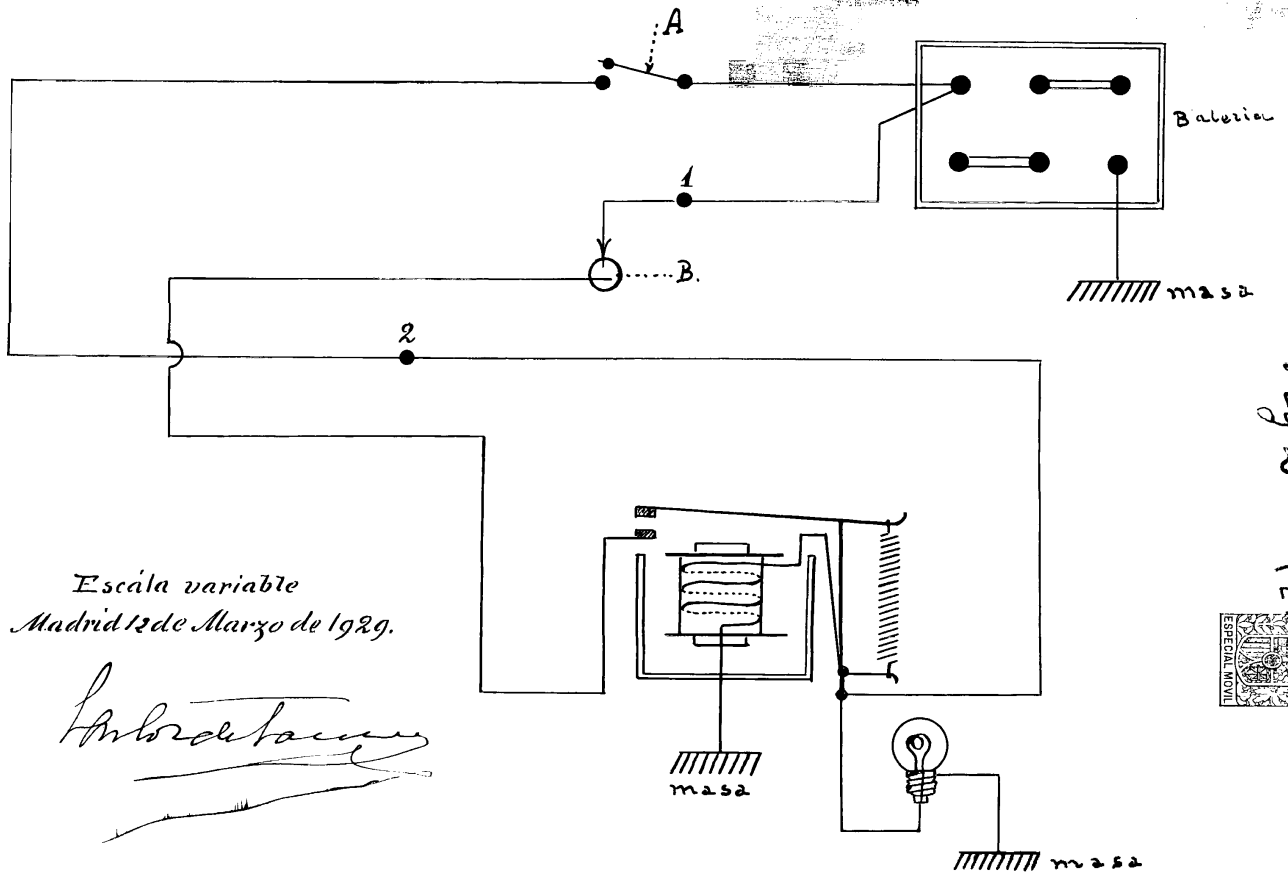 A
Bateria
1
masa
B.
2
Escála variable
Madrid 12 de Marzo de 1929.
masa
masa
ESPECIAL MOVIL